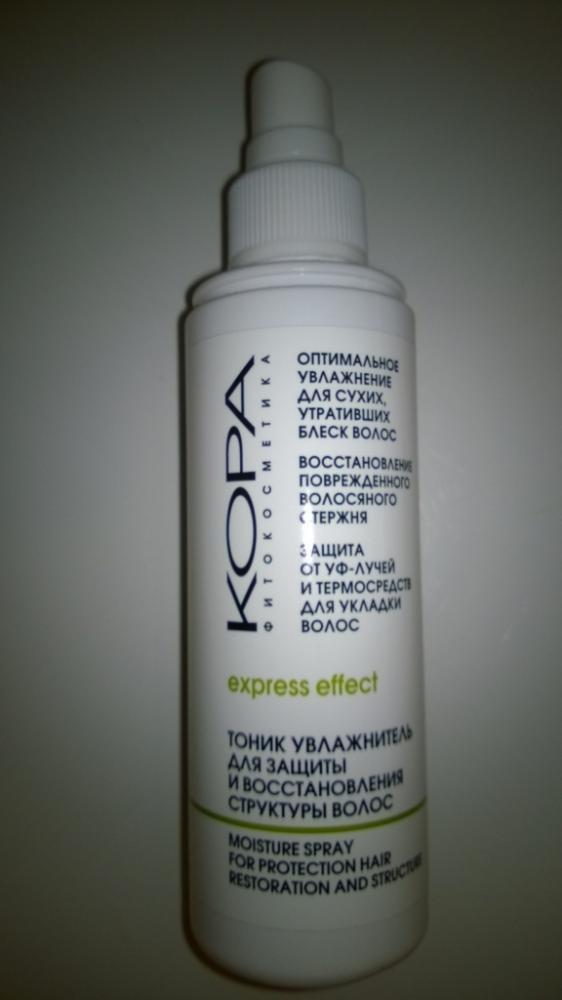 КОРА
ФИТОКОСМЕТИКА
ОПТИМАЛЬНОЕ
УВЛАЖНЕНИЕ
ДЛЯ СУХИХ,
УТРАТИВШИХ
БЛЕСК ВОЛОС
ВОССТАНОВЛЕНИЕ
ПОВРЕЖДЕННОГО
ВОЛОСЯНОГО
СТЕРЖНЯ
ЗАЩИТА
ОТ УФ-ЛУЧЕЙ
И ТЕРМОСРЕДСТВ
ДЛЯ УКЛАДКИ
ВОЛОС
express effect
ТОНИК УВЛАЖНИТЕЛЬ
ДЛЯ ЗАЩИТЫ
И ВОССТАНОВЛЕНИЯ
СТРУКТУРЫ ВОЛОС
MOISTURE SPRAY
FOR PROTECTION HAIR
RESTORATION AND STRUCTURE